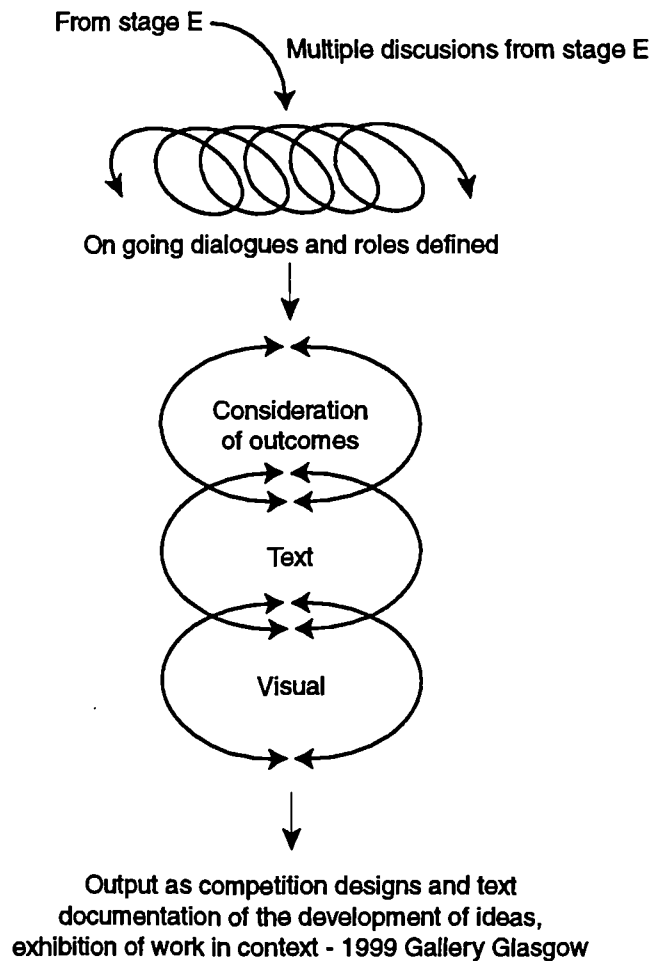 From stage E
Multiple discusions from stage E
On going dialogues and roles defined
Consideration
of outcomes
Text
Visual
Output as competition designs and text
documentation of the development of ideas,
exhibition of work in context - 1999 Gallery Glasgow